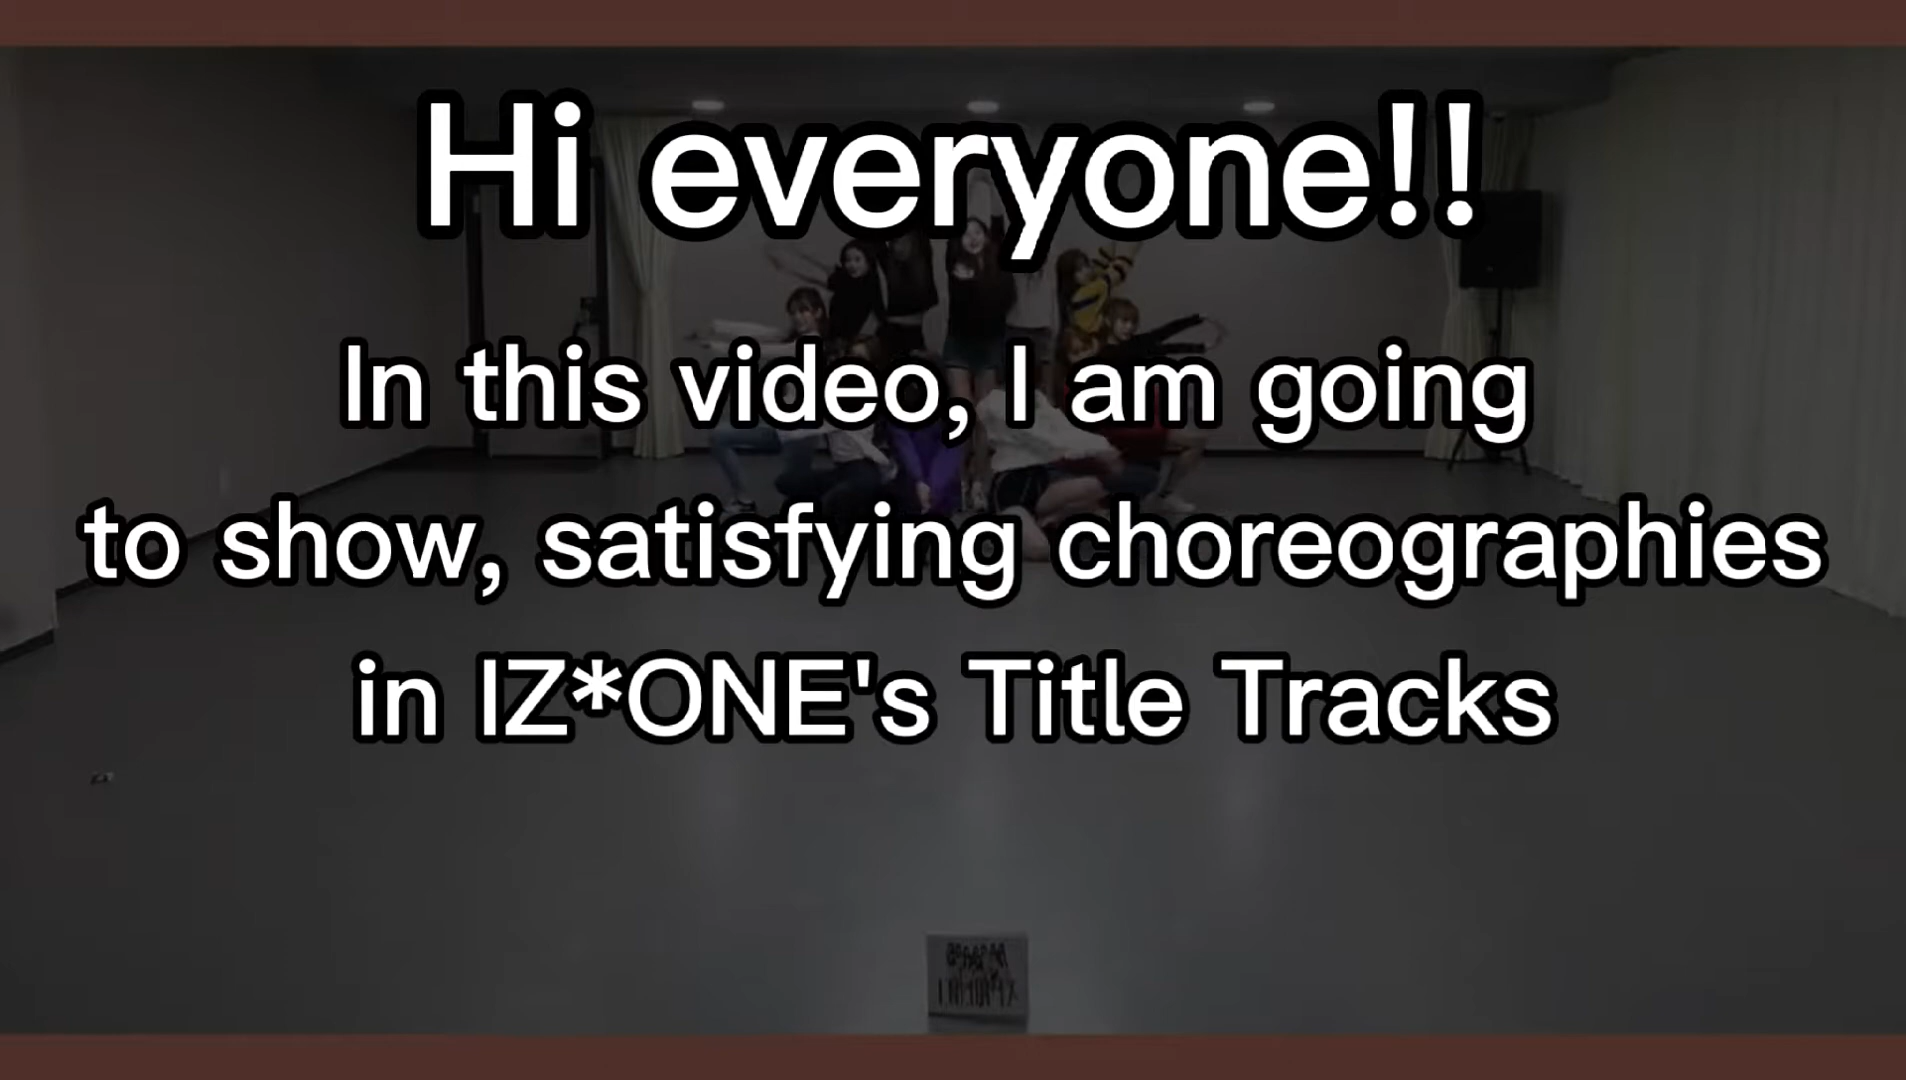 Hi everyone!!
In this video, I am going
to show, satisfying choreographies
in IZ*ONE's Title Tracks